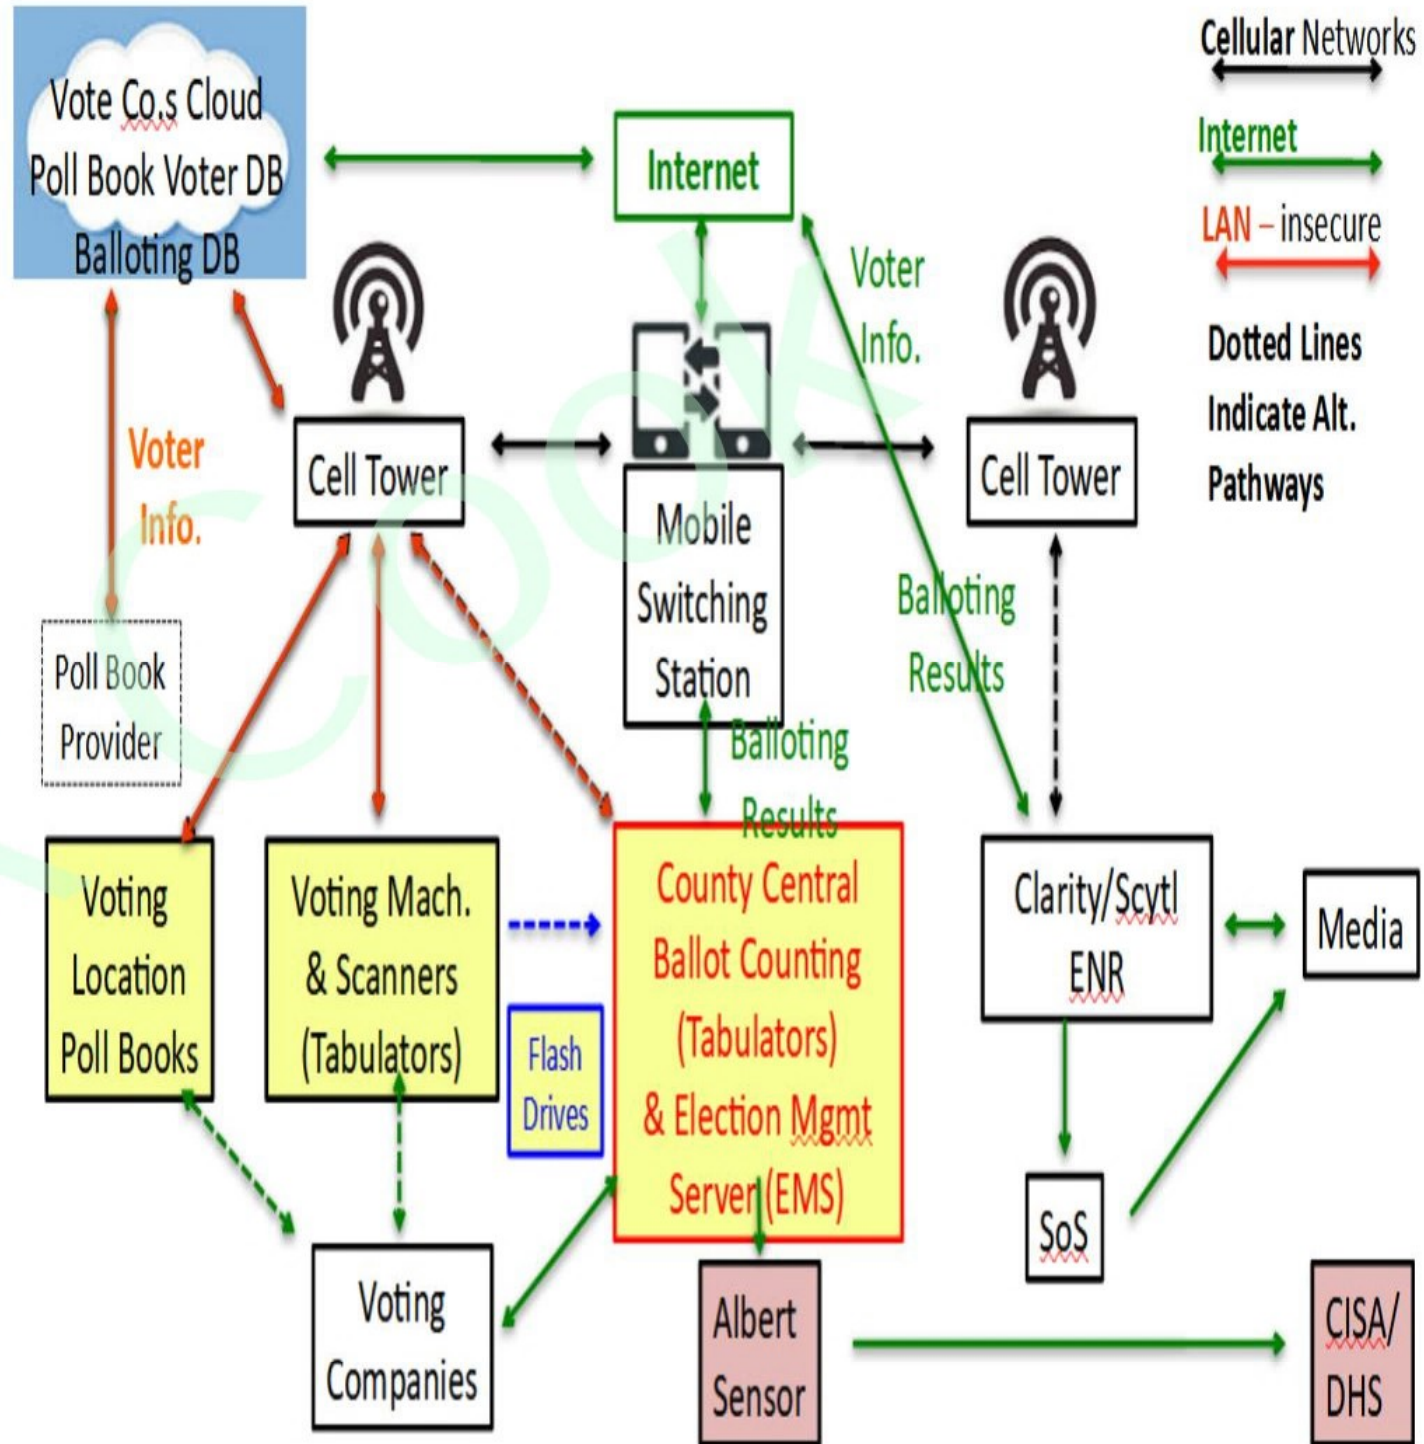 Vote Co.s Cloud
Poll Book Voter DB
Balloting DB
Internet
Cellular Networks
Internet
LAN – insecure
Dotted Lines
Indicate Alt.
Pathways
Voter
Info.
Voter
Info.
Cell Tower
Mobile
Switching
Station
Cell Tower
Balloting
Results
Balloting
Results
Poll Book
Provider
Voting
Location
Poll Books
Voting Mach.
& Scanners
(Tabulators)
Flash
Drives
County Central
Ballot Counting
(Tabulators)
& Election Mgmt
Server (EMS)
Clarity/Scytl
ENR
Media
SoS
Voting
Companies
Albert
Sensor
CISA/
DHS
Cook